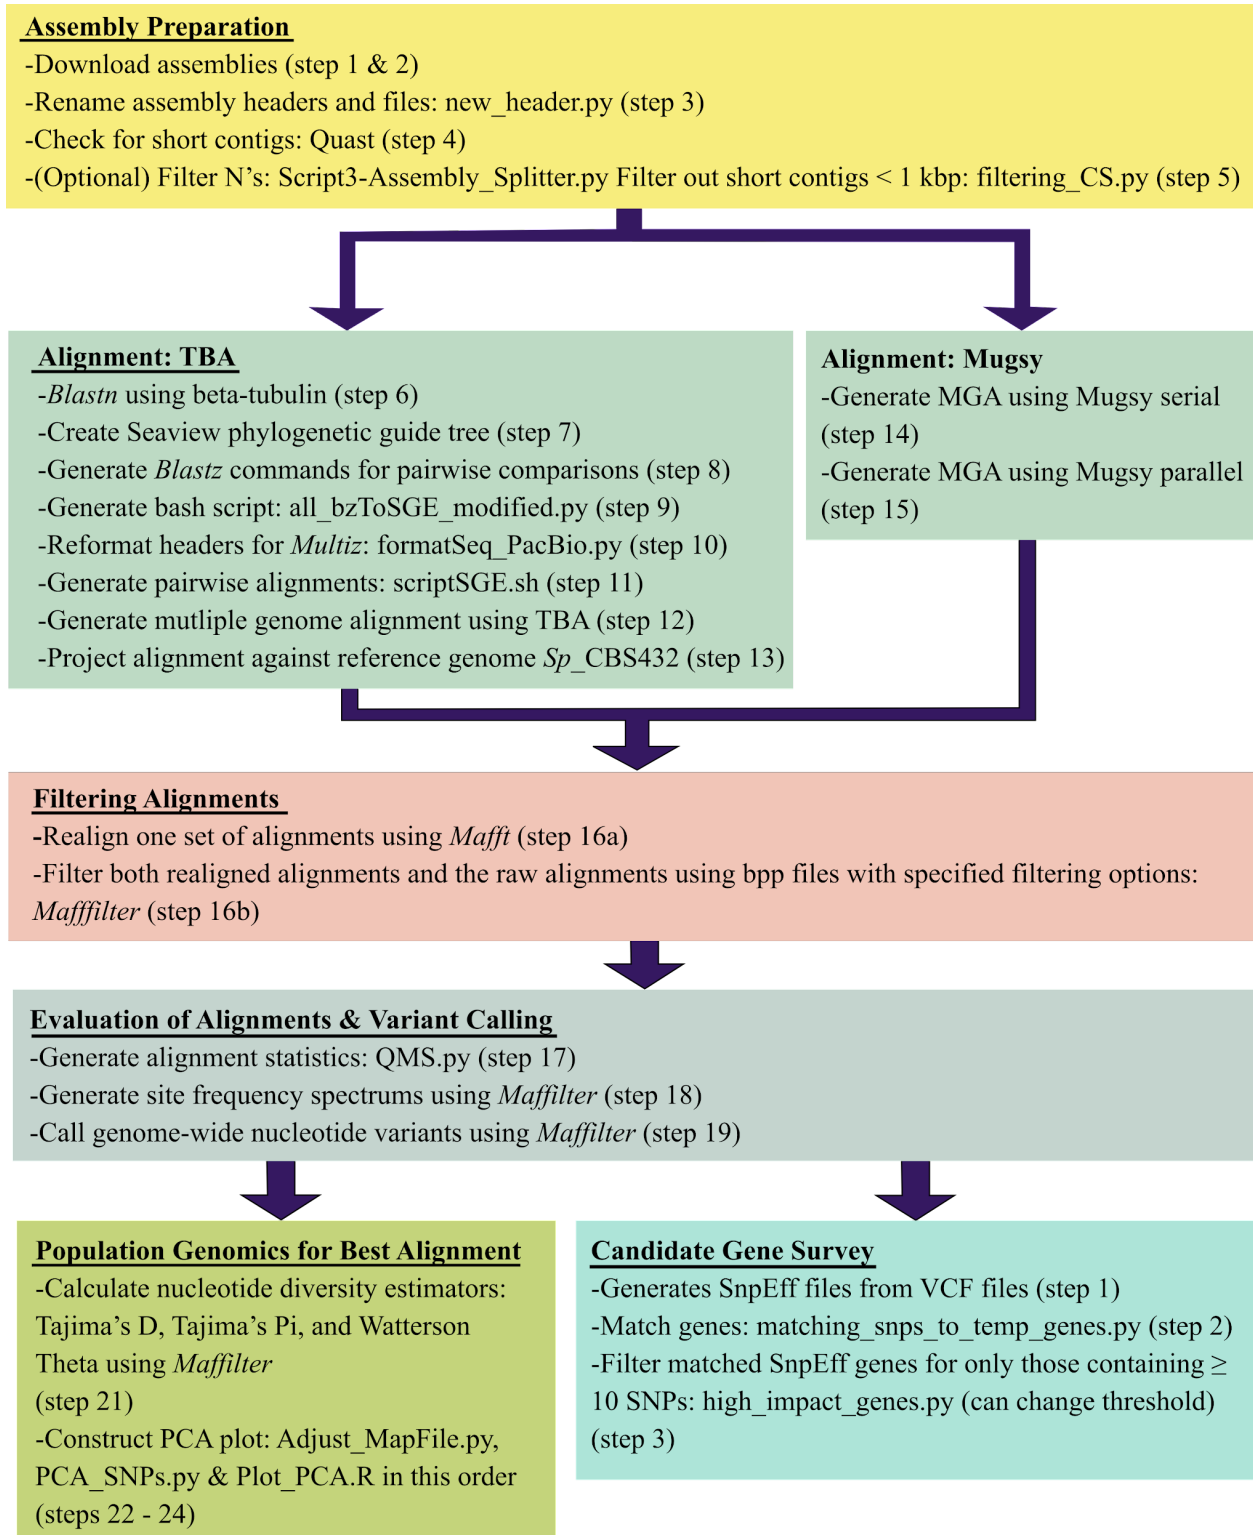 Assembly Preparation
-Download assemblies (step 1 & 2)
-Rename assembly headers and files: new_header.py (step 3)
-Check for short contigs: Quast (step 4)
-(Optional) Filter N's: Script3-Assembly_Splitter.py Filter out short contigs < 1 kbp: filtering_CS.py (step 5)
Alignment: TBA
-Blastn using beta-tubulin (step 6)
-Create Seaview phylogenetic guide tree (step 7)
-Generate Blastz commands for pairwise comparisons (step 8)
-Generate bash script: all_bzToSGE_modified.py (step 9)
-Reformat headers for Multiz: formatSeq_PacBio.py (step 10)
-Generate pairwise alignments: scriptSGE.sh (step 11)
-Generate mutliple genome alignment using TBA (step 12)
-Project alignment against reference genome Sp_CBS432 (step 13)
Alignment: Mugsy
-Generate MGA using Mugsy serial
(step 14)
-Generate MGA using Mugsy parallel
(step 15)
Filtering Alignments
-Realign one set of alignments using Mafft (step 16a)
-Filter both realigned alignments and the raw alignments using bpp files with specified filtering options:
Mafffilter (step 16b)
Evaluation of Alignments & Variant Calling
-Generate alignment statistics: QMS.py (step 17)
-Generate site frequency spectrums using Maffilter (step 18)
-Call genome-wide nucleotide variants using Maffilter (step 19)
Population Genomics for Best Alignment
-Calculate nucleotide diversity estimators:
Tajima's D, Tajima's Pi, and Watterson
Theta using Maffilter
(step 21)
-Construct PCA plot: Adjust_MapFile.py,
PCA_SNPs.py & Plot_PCA.R in this order
(steps 22 - 24)
Candidate Gene Survey
-Generates SnpEff files from VCF files (step 1)
-Match genes: matching_snps_to_temp_genes.py (step 2)
-Filter matched SnpEff genes for only those containing ≥
10 SNPs: high_impact_genes.py (can change threshold)
(step 3)